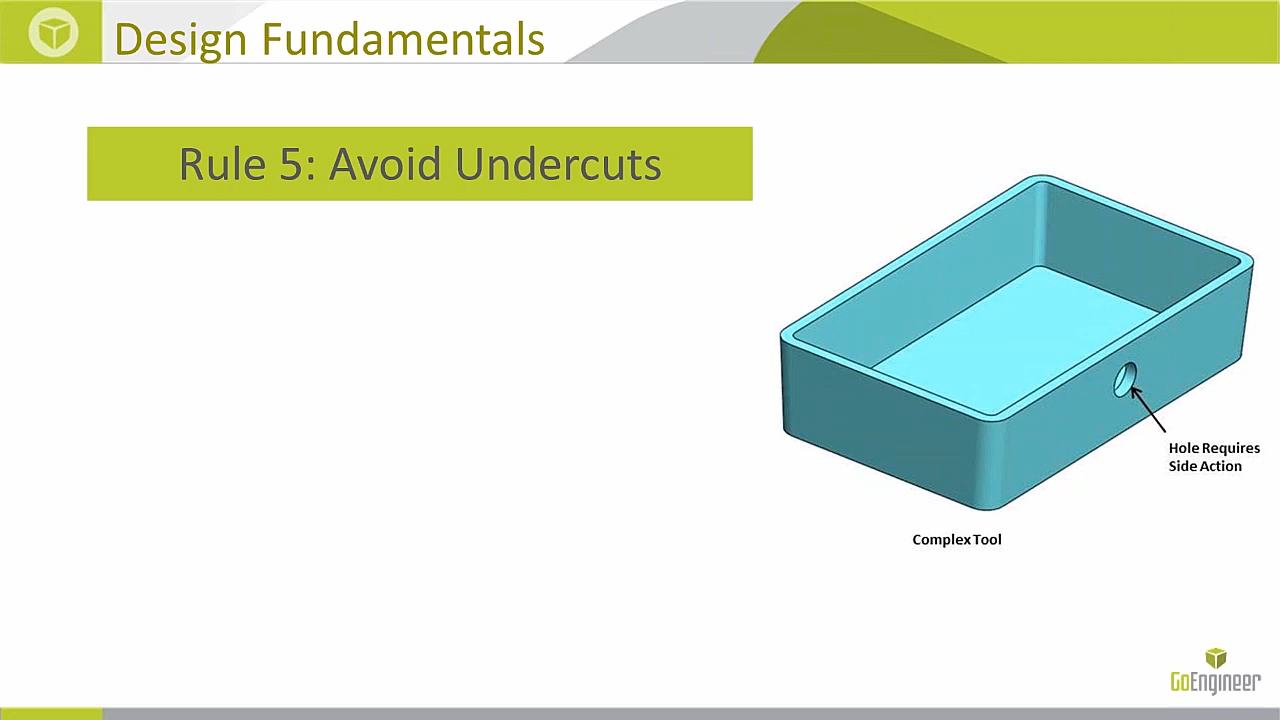 Design Fundamentals
Rule 5: Avoid Undercuts
Hole Requires
Side Action
Complex Tool
GoEngineer